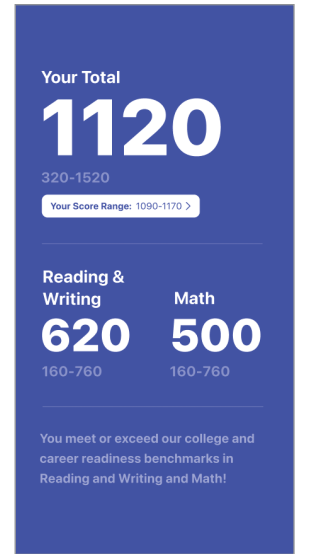 Your Total
1120
320-1520
Your Score Range: 1090-1170 >
Reading &
Writing
Math
620
500
160-760
160-760
You meet or exceed our college and
career readiness benchmarks in
Reading and Writing and Math!